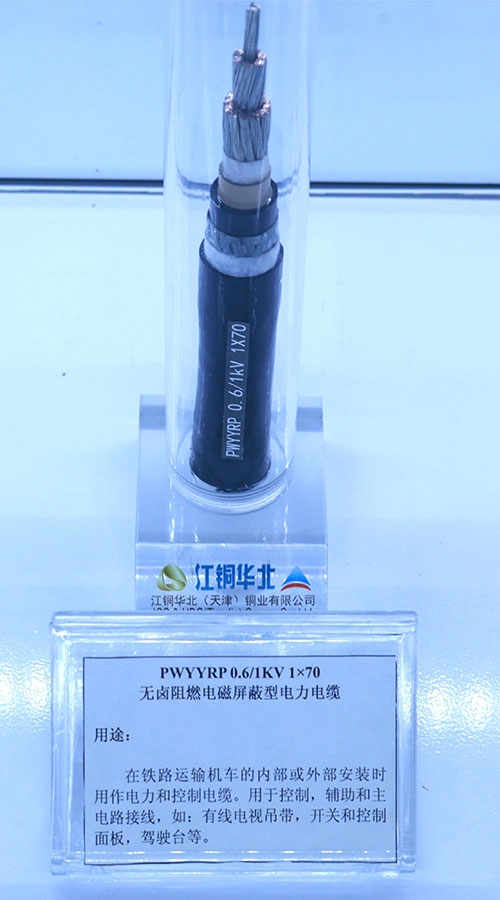 PWYYRP 0.6/1kV 1X70
江铜华北
江铜华北（天津）铜业有限公司
PWYYRP 0.6/1KV 1×70
无卤阻燃电磁屏蔽型电力电缆
用途：
在铁路运输机车的内部或外部安装时
用作电力和控制电缆。用于控制，辅助和主
电路接线，如：有线电视吊带，开关和控制
面板，驾驶台等。